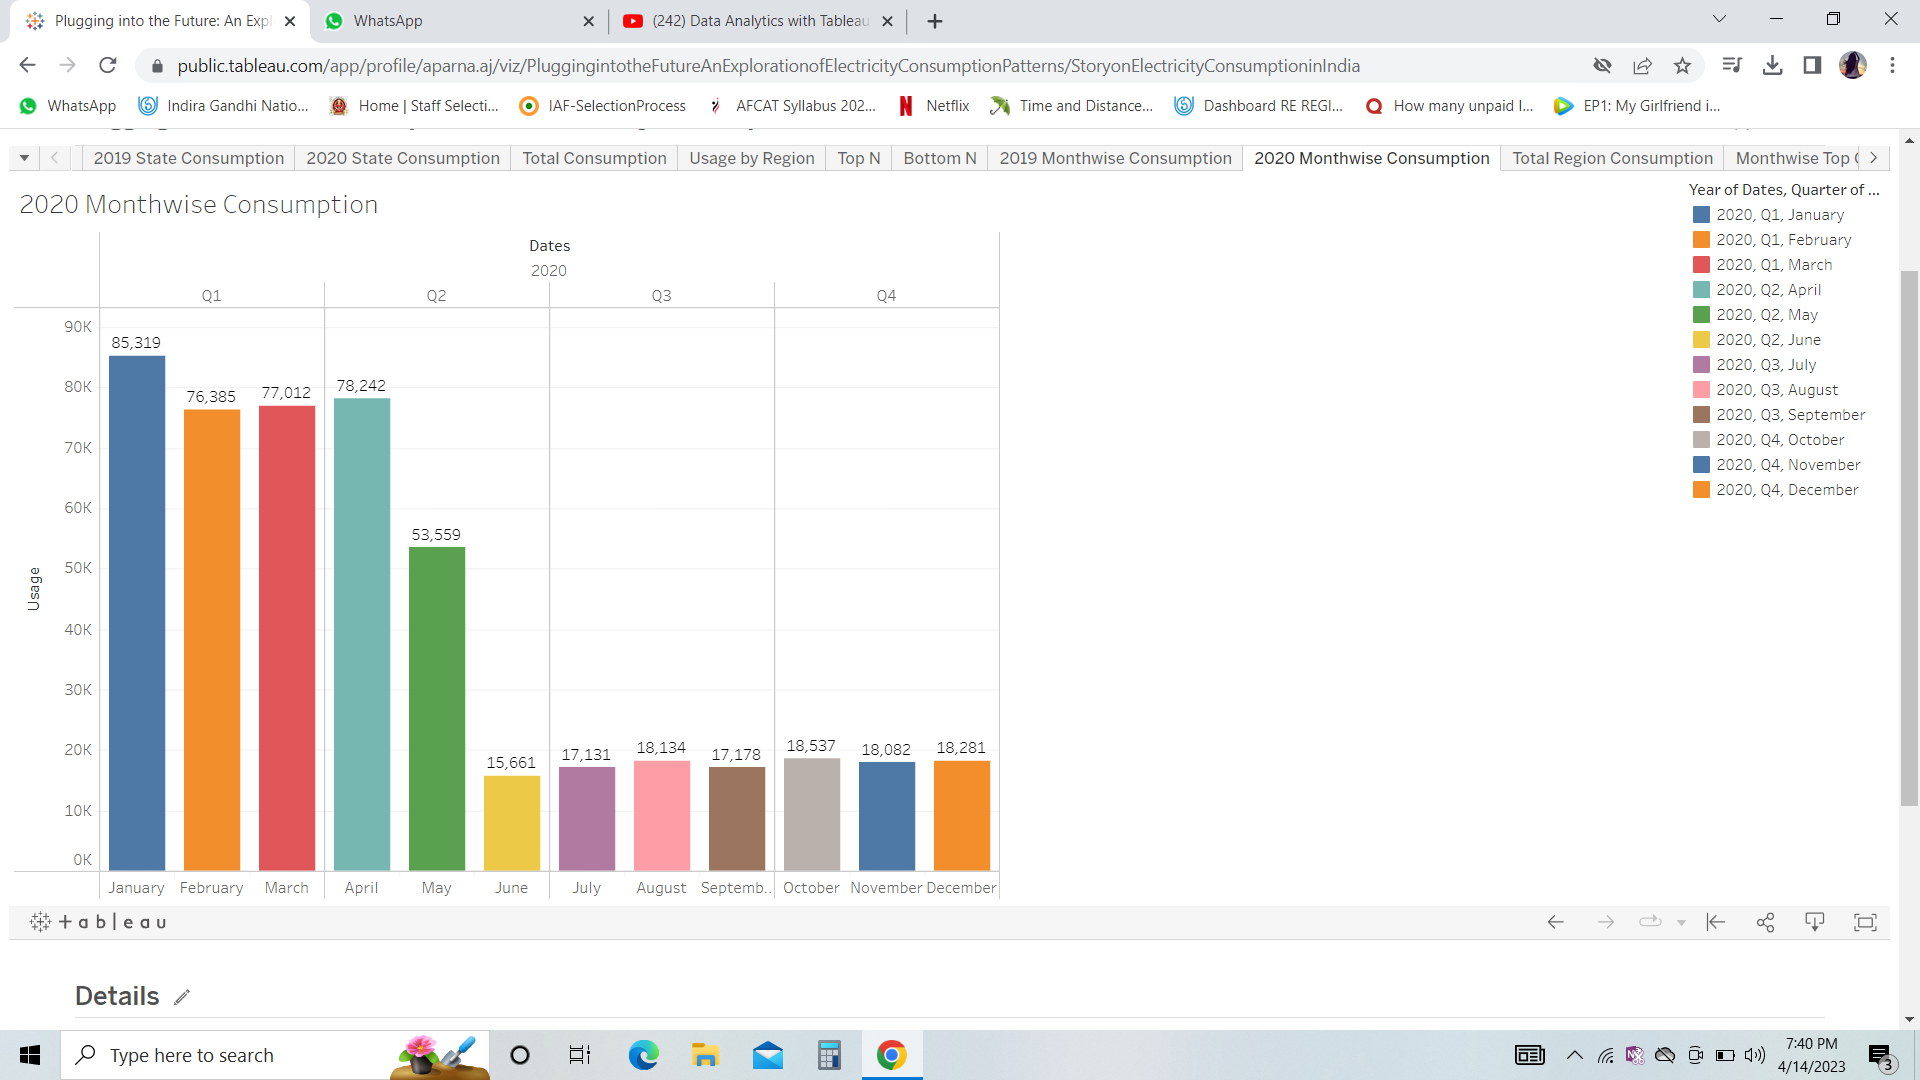 Plugging into the Future: An Expl
WhatsApp
(242) Data Analytics with Tableau
public.tableau.com/app/profile/aparna.aj/viz/PluggingintotheFutureAnExplorationofElectricityConsumptionPatterns/StoryonElectricityConsumptioninIndia
WhatsApp
Indira Gandhi Natio...
Home | Staff Selecti...
IAF-SelectionProcess
AFCAT Syllabus 202...
Netflix
Time and Distance...
Dashboard RE REGI...
How many unpaid I...
EP1: My Girlfriend i...
2019 State Consumption
2020 State Consumption
Total Consumption
Usage by Region
Top N
Bottom N
2019 Monthwise Consumption
2020 Monthwise Consumption
Total Region Consumption
Monthwise Top
2020 Monthwise Consumption
Dates
2020
Q1 Q2 Q3 Q4
90K
80K
70K
60K
50K
40K
30K
20K
10K
0K
Usage
85,319
76,385
77,012
78,242
53,559
15,661
17,131
18,134
17,178
18,537
18,082
18,281
January February March April May June July August Septemb.. October November December
Year of Dates, Quarter of ...
2020, Q1, January
2020, Q1, February
2020, Q1, March
2020, Q2, April
2020, Q2, May
2020, Q2, June
2020, Q3, July
2020, Q3, August
2020, Q3, September
2020, Q4, October
2020, Q4, November
2020, Q4, December
+ a b l e a u
Details
Type here to search
7:40 PM
4/14/2023
3